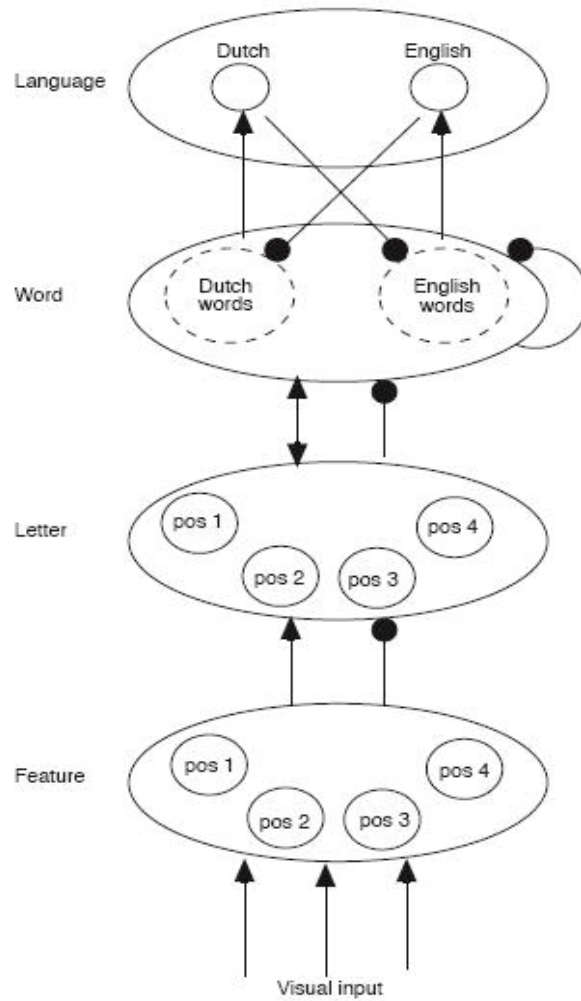 Dutch
English
Language
Dutch
words
English
words
Word
pos 1
pos 4
pos 2
pos 3
Letter
pos 1
pos 4
pos 2
pos 3
Feature
Visual input